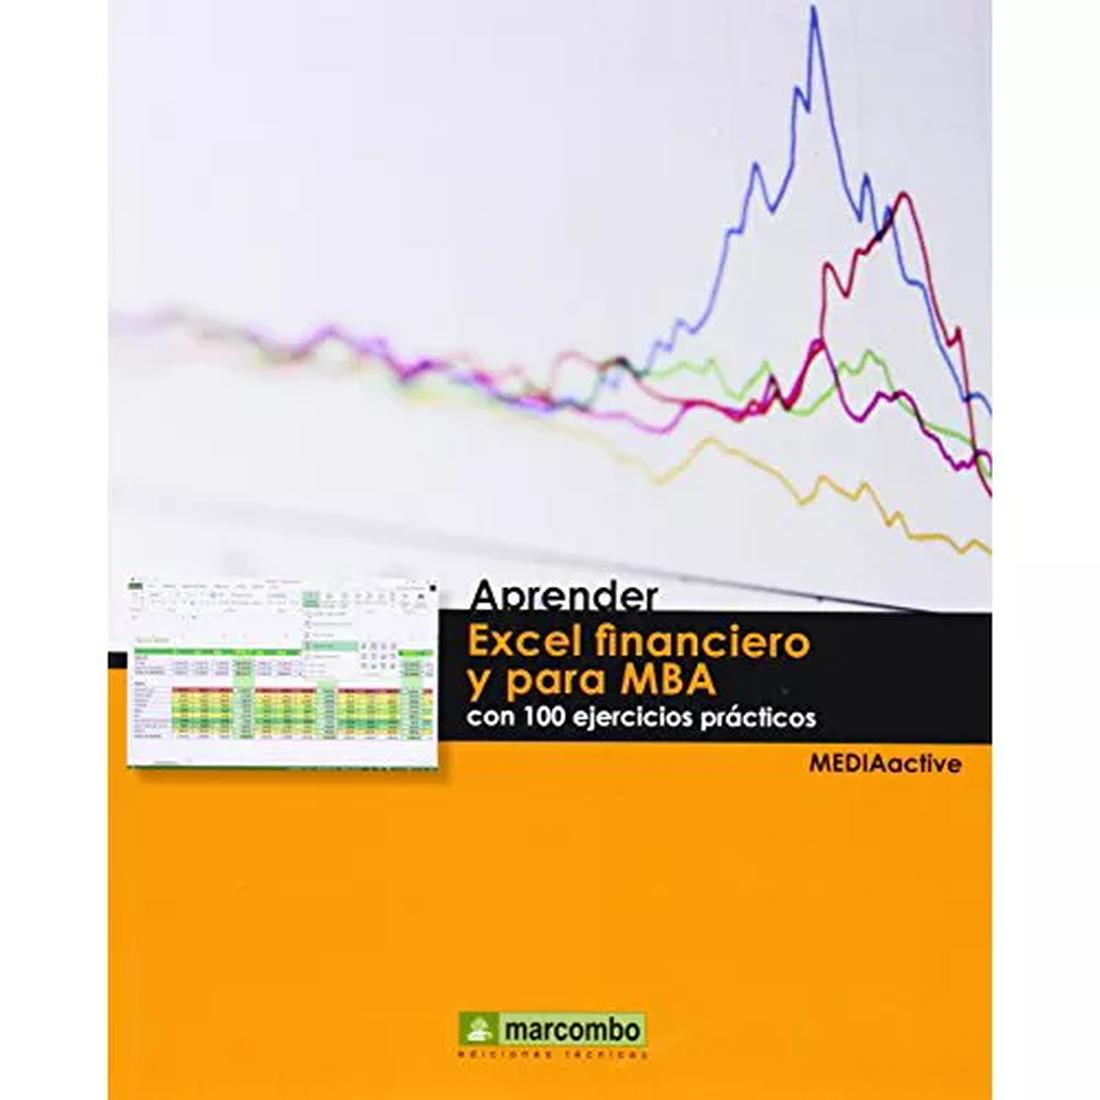 Aprender
Excel financiero
y para MBA
con 100 ejercicios prácticos
MEDIAactive
marcombo
ediciones técnicas